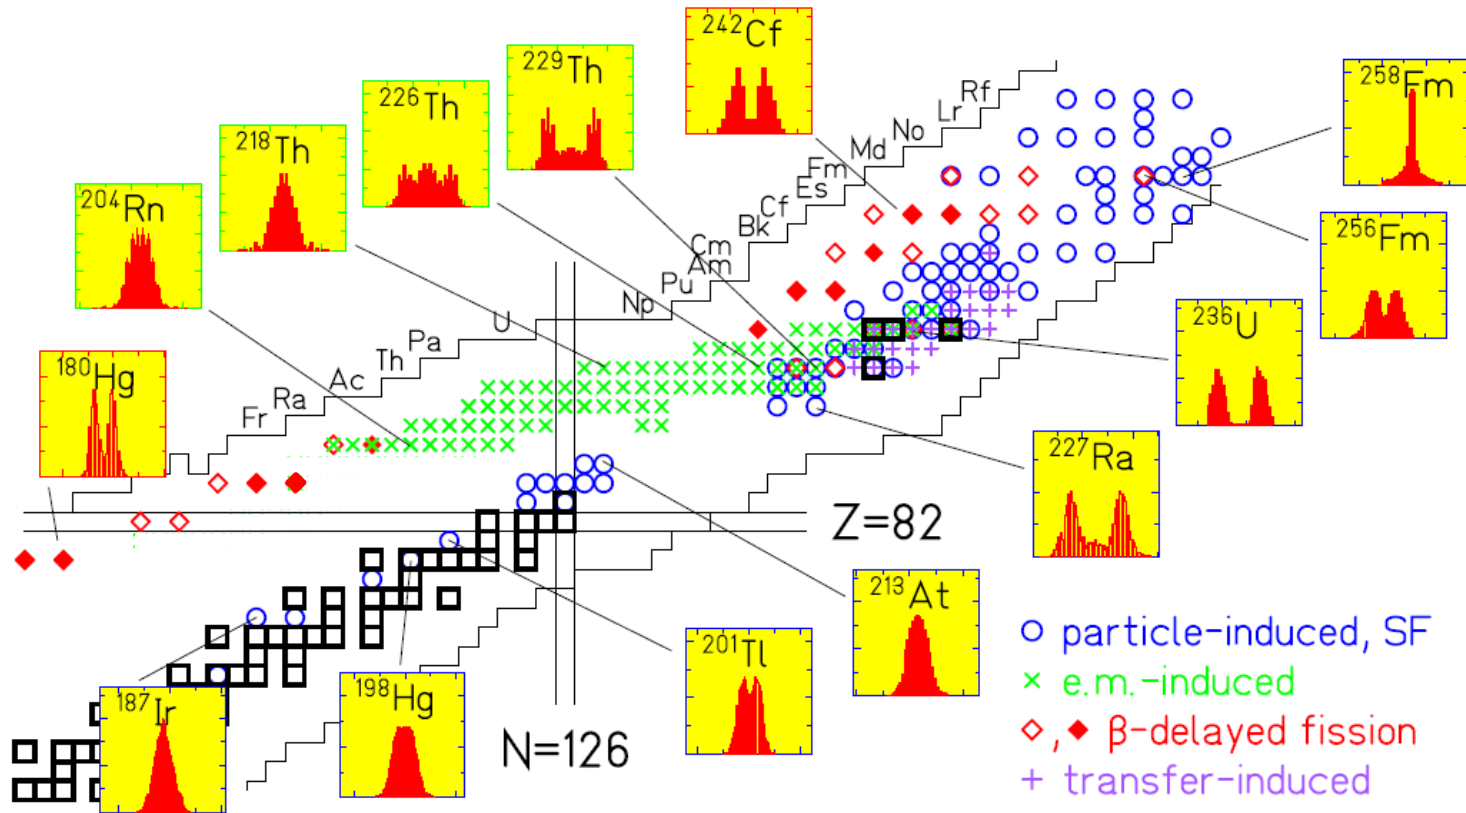 242Cf
229Th
258Fm
226Th
218Th
204Rn
Rf
Lr
No
Md
Fm
Es
Cf
Bk
Cm
Am
Pu
Np
U
Pa
Th
Ac
Ra
Fr
256Fm
236U
180Hg
227Ra
Z=82
213At
201Tl
198Hg
187Ir
N=126
particle-induced, SF
e.m.-induced
, β-delayed fission
transfer-induced